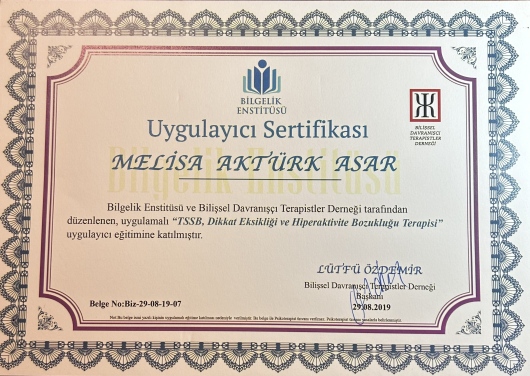 BİLGELİK
ENSTİTÜSÜ
BİLİŞSEL
DAVRANIŞÇI
TERAPİSTLER
DERNEĞİ
Uygulayıcı Sertifikası
MELİSA AKTÜRK ASAR
Bilgelik Enstitüsü
Bilgelik Enstitüsü ve Bilişsel Davranışçı Terapistler Derneği tarafından
düzenlenen, uygulamalı “TSSB, Dikkat Eksikliği ve Hiperaktivite Bozukluğu Terapisi”
uygulayıcı eğitimine katılmıştır.
LÜTFÜ ÖZDEMİR
Bilişsel Davranışçı Terapistler Derneği
Başkanı
29.08.2019
Belge No:Biz-29-08-19-07